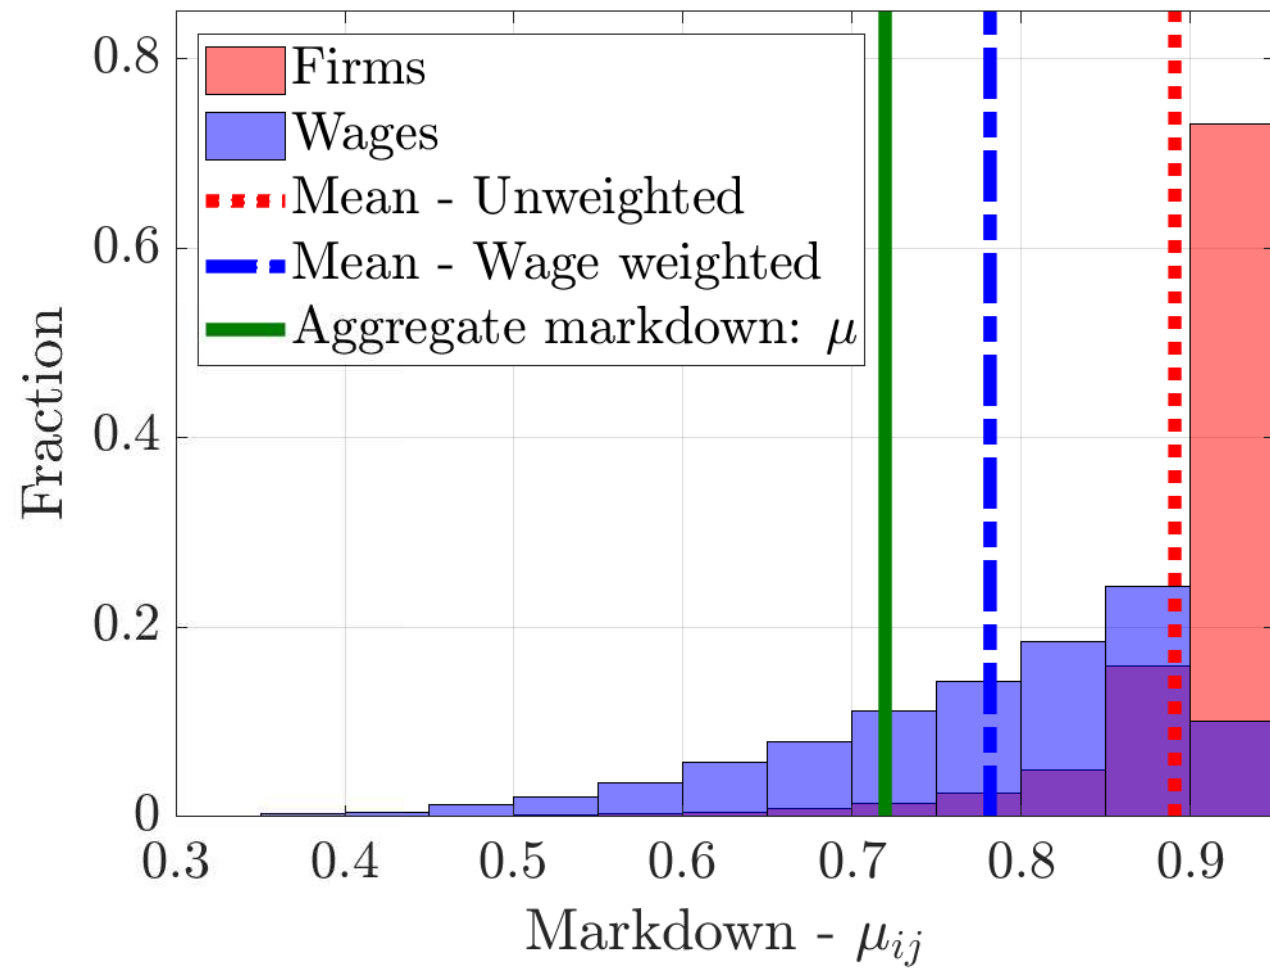 Firms
Wages
Mean - Unweighted
Mean - Wage weighted
Aggregate markdown: μ
Fraction
0.8
0.6
0.4
0.2
0
0.3 0.4 0.5 0.6 0.7 0.8 0.9
Markdown - μij